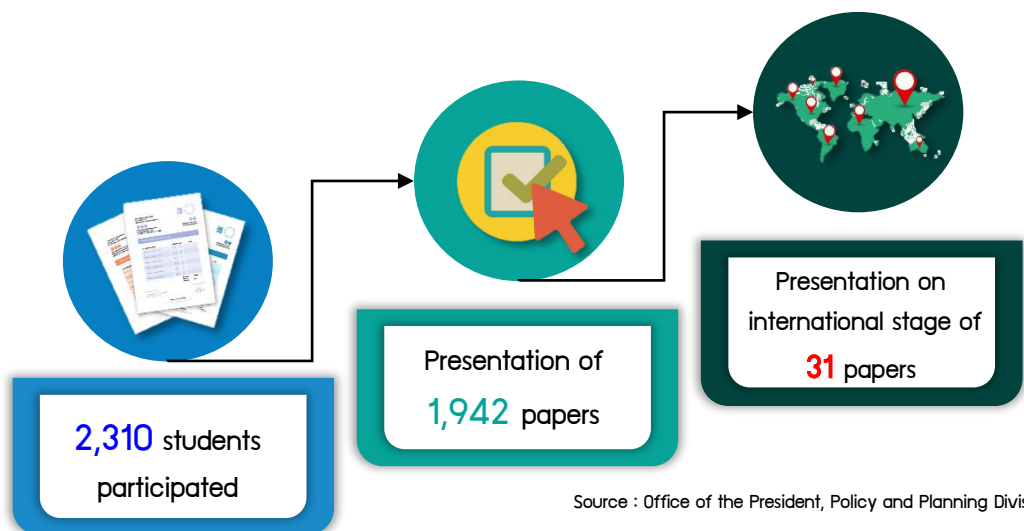 2,310 students
participated
Presentation of
1,942 papers
Presentation on
international stage of
31 papers
Source : Office of the President, Policy and Planning Divis